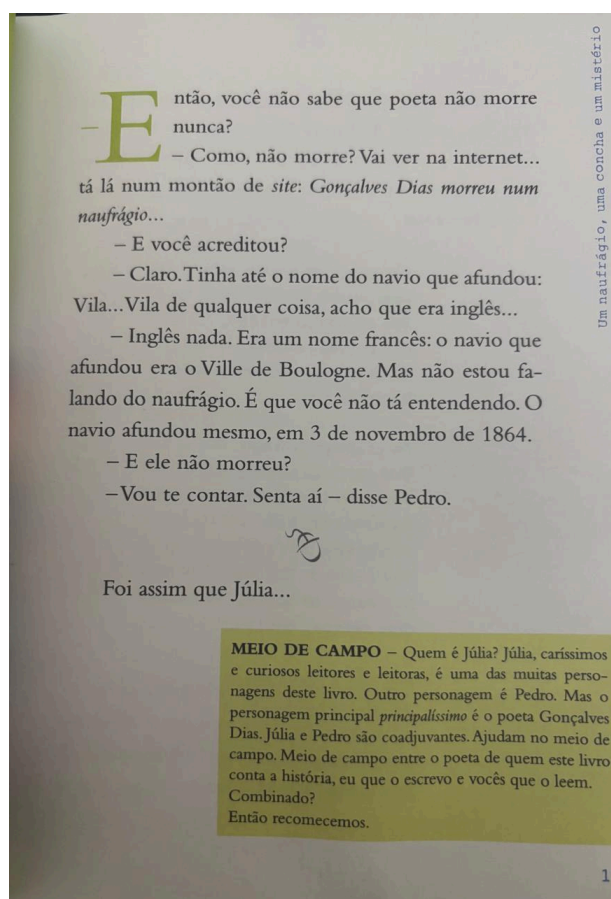 – Então, você não sabe que poeta não morre
nunca?
– Como, não morre? Vai ver na internet...
tá lá num montão de site: Gonçalves Dias morreu num
naufrágio...
– E você acreditou?
– Claro. Tinha até o nome do navio que afundou:
Vila... Vila de qualquer coisa, acho que era inglês...
– Inglês nada. Era um nome francês: o navio que
afundou era o Ville de Boulogne. Mas não estou fa-
lando do naufrágio. É que você não tá entendendo. O
navio afundou mesmo, em 3 de novembro de 1864.
– E ele não morreu?
– Vou te contar. Senta aí – disse Pedro.
Foi assim que Júlia...
MEIO DE CAMPO – Quem é Júlia? Júlia, caríssimos
e curiosos leitores e leitoras, é uma das muitas perso-
nagens deste livro. Outro personagem é Pedro. Mas o
personagem principal principalíssimo é o poeta Gonçalves
Dias. Júlia e Pedro são coadjuvantes. Ajudam no meio de
campo. Meio de campo entre o poeta de quem este livro
conta a história, eu que o escrevo e vocês que o leem.
Combinado?
Então recomecemos.
Um naufrágio, uma concha e um mistério
1